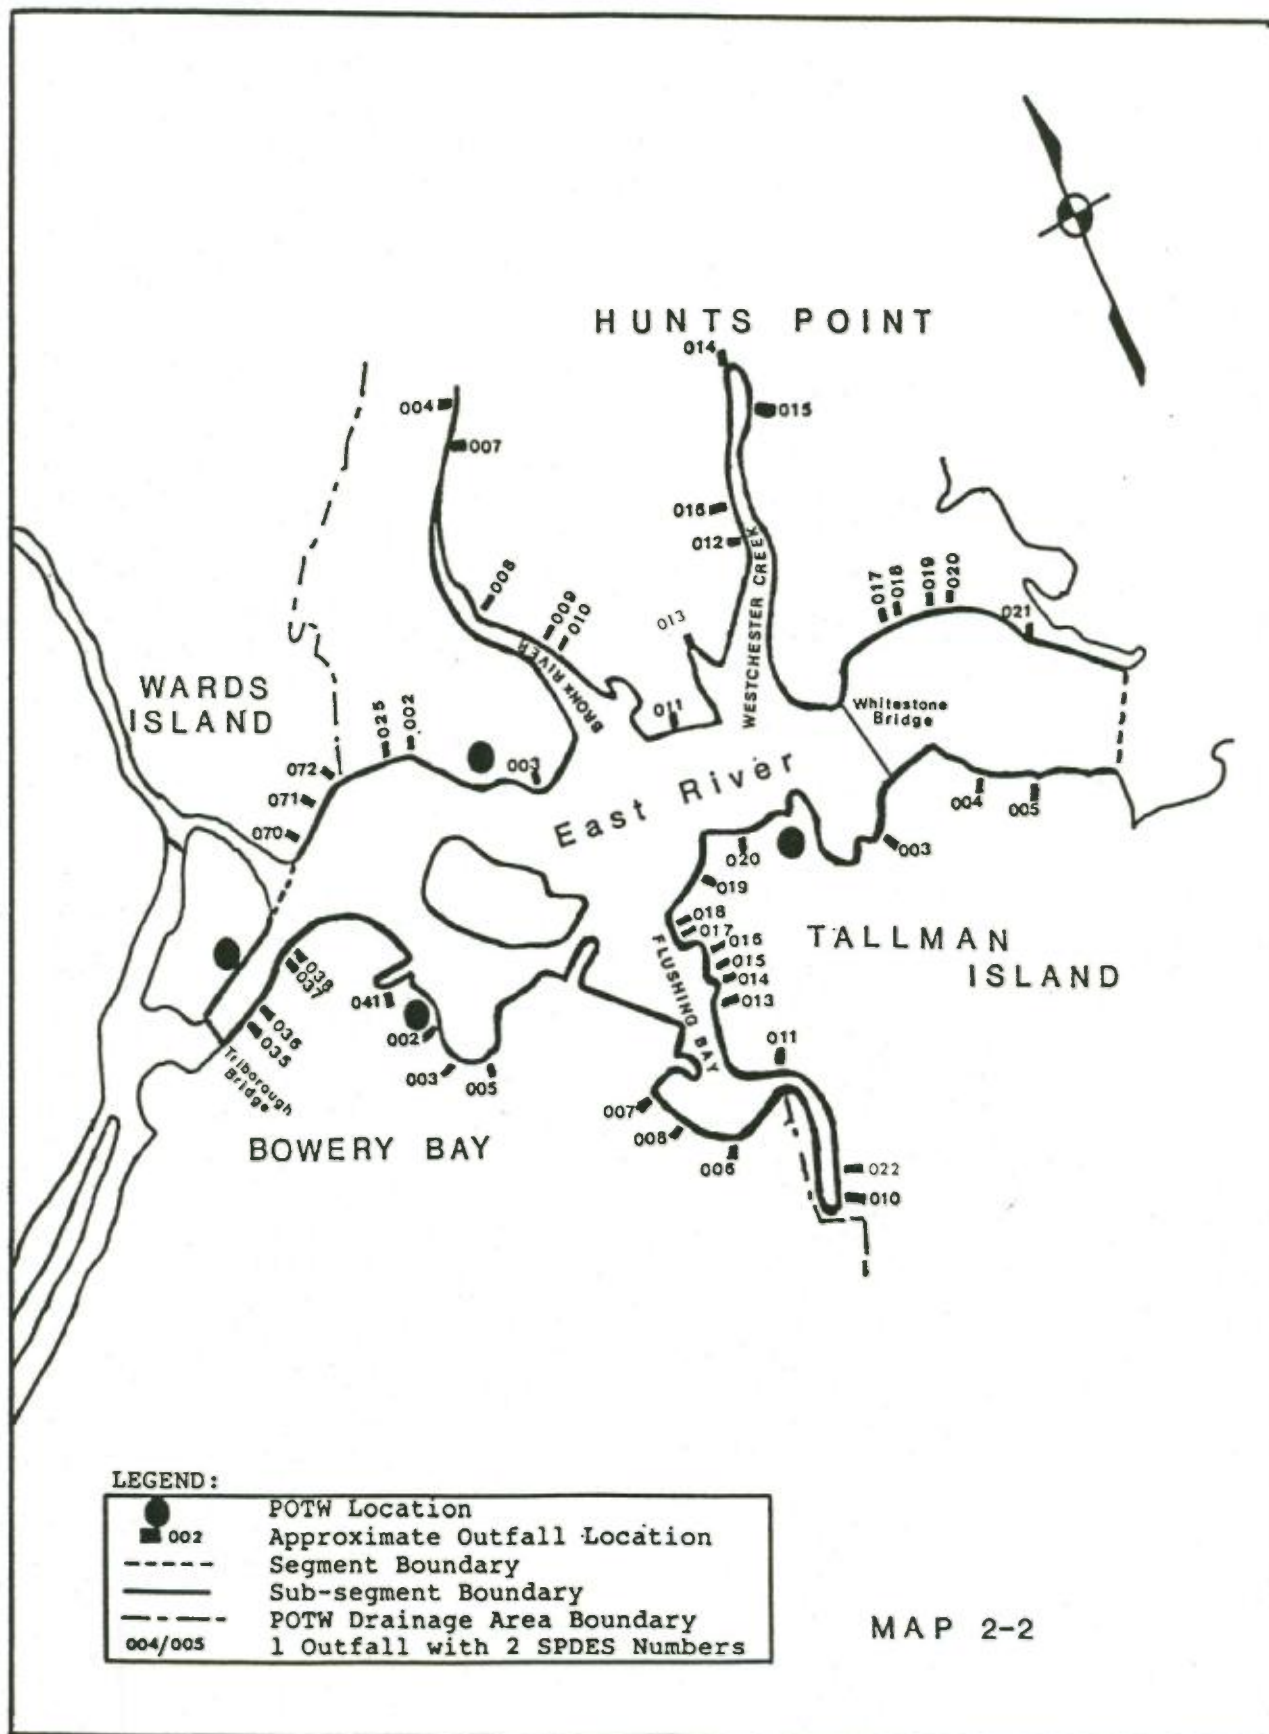 HUNTS POINT
014
015
004
007
016
012
WESTCHESTER CREEK
008
009
010
BRONX RIVER
013
011
017
018
019
020
021
Whitestone
Bridge
WARDS
ISLAND
025
002
003
072
071
070
East River
004
005
003
020
019
018
017
016
015
014
013
FLUSHING BAY
TALLMAN
ISLAND
038
037
036
035
Triborough
Bridge
041
002
003
005
BOWERY BAY
011
007
008
006
022
010
LEGEND:
POTW Location
002 Approximate Outfall Location
Segment Boundary
Sub-segment Boundary
POTW Drainage Area Boundary
004/005 1 Outfall with 2 SPDES Numbers
MAP 2-2